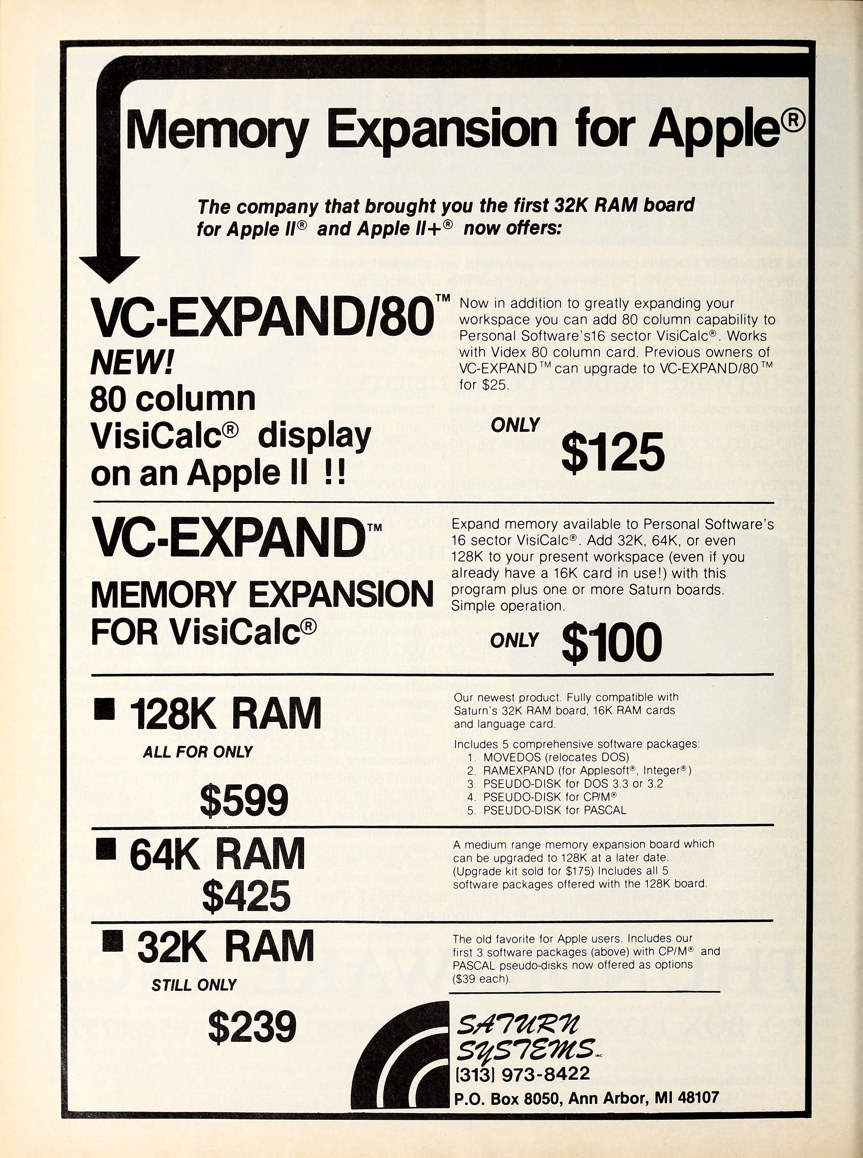 Memory Expansion for Apple®
The company that brought you the first 32K RAM board
for Apple II® and Apple II+® now offers:
VC-EXPAND/80™
NEW!
80 column
VisiCalc® display
on an Apple II !!
Now in addition to greatly expanding your
workspace you can add 80 column capability to
Personal Software's16 sector VisiCalc®. Works
with Videx 80 column card. Previous owners of
VC-EXPAND™ can upgrade to VC-EXPAND/80™
for $25.
ONLY $125
VC-EXPAND™
MEMORY EXPANSION
FOR VisiCalc®
Expand memory available to Personal Software's
16 sector VisiCalc®. Add 32K, 64K, or even
128K to your present workspace (even if you
already have a 16K card in use!) with this
program plus one or more Saturn boards.
Simple operation.
ONLY $100
■ 128K RAM
ALL FOR ONLY
$599
Our newest product. Fully compatible with
Saturn's 32K RAM board, 16K RAM cards
and language card.
Includes 5 comprehensive software packages:
1. MOVEDOS (relocates DOS)
2. RAMEXPAND (for Applesoft®, Integer®)
3. PSEUDO-DISK for DOS 3.3 or 3.2
4. PSEUDO-DISK for CP/M®
5. PSEUDO-DISK for PASCAL
■ 64K RAM
$425
A medium range memory expansion board which
can be upgraded to 128K at a later date.
(Upgrade kit sold for $175) Includes all 5
software packages offered with the 128K board.
■ 32K RAM
STILL ONLY
$239
The old favorite for Apple users. Includes our
first 3 software packages (above) with CP/M® and
PASCAL pseudo-disks now offered as options
($39 each).
SATURN
SYSTEMS INC
(313) 973-8422
P.O. Box 8050, Ann Arbor, MI 48107